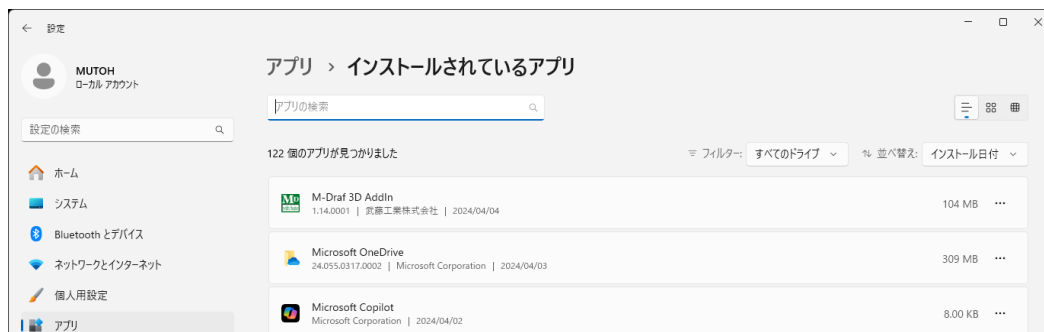 ← 設定
MUTOH
ローカル アカウント
設定の検索
ホーム
システム
Bluetooth とデバイス
ネットワークとインターネット
個人用設定
アプリ
アプリ > インストールされているアプリ
アプリの検索
122 個のアプリが見つかりました
フィルター: すべてのドライブ 並べ替え: インストール日付
M-Draf 3D AddIn
104 MB
1.14.0001 | 武藤工業株式会社 | 2024/04/04
Microsoft OneDrive
309 MB
24.055.0317.0002 | Microsoft Corporation | 2024/04/03
Microsoft Copilot
8.00 KB
Microsoft Corporation | 2024/04/02